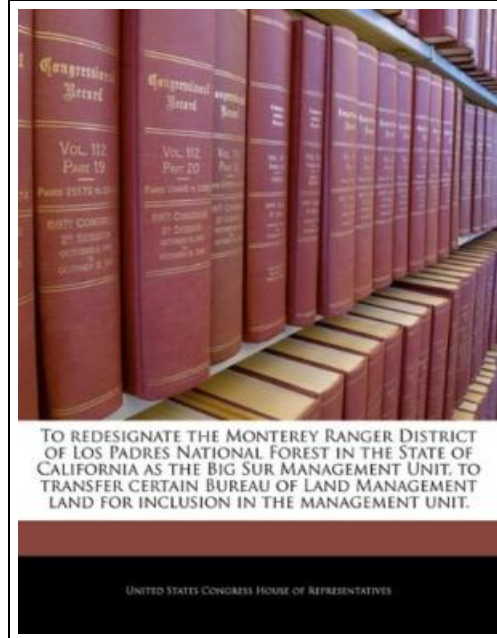 Congressional
Record
VOL. 112
PART 19
Congressional
Record
VOL. 112
PART 20
TO REDESIGNATE THE MONTEREY RANGER DISTRICT
OF LOS PADRES NATIONAL FOREST IN THE STATE OF
CALIFORNIA AS THE BIG SUR MANAGEMENT UNIT, TO
TRANSFER CERTAIN BUREAU OF LAND MANAGEMENT
LAND FOR INCLUSION IN THE MANAGEMENT UNIT.
UNITED STATES CONGRESS HOUSE OF REPRESENTATIVES